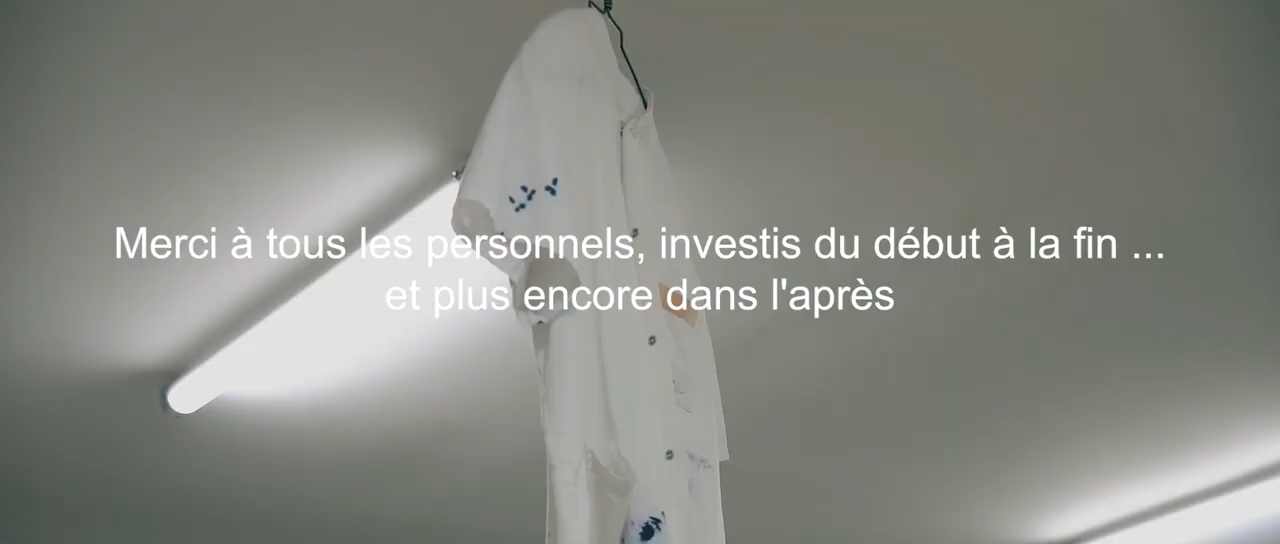 Merci à tous les personnels, investis du début à la fin ...
et plus encore dans l'après